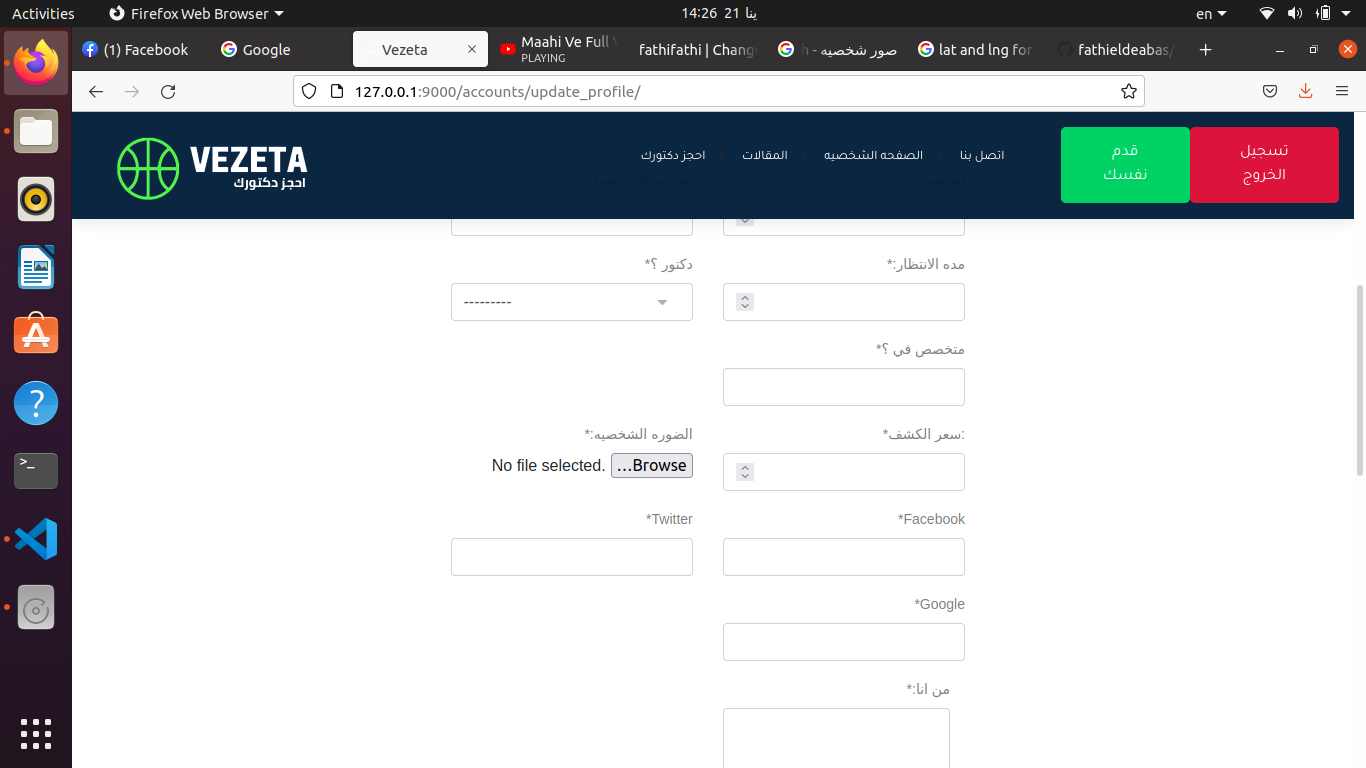 Activities
Firefox Web Browser
14:26 21 ينا
en
(1) Facebook
Google
Vezeta
Maahi Ve Full
PLAYING
fathifathi | Chang
صور شخصيه - h
lat and lng for
fathieldeabas/
127.0.0.1:9000/accounts/update_profile/
VEZETA
احجز دكتورك
احجز دكتورك
المقالات
الصفحه الشخصيه
اتصل بنا
قدم
نفسك
تسجيل
الخروج
مده الانتظار:*
دكتور ؟*
---------
متخصص في ؟*
:سعر الكشف*
الضوره الشخصيه:*
Browse…
No file selected.
Facebook*
Twitter*
Google*
من انا:*